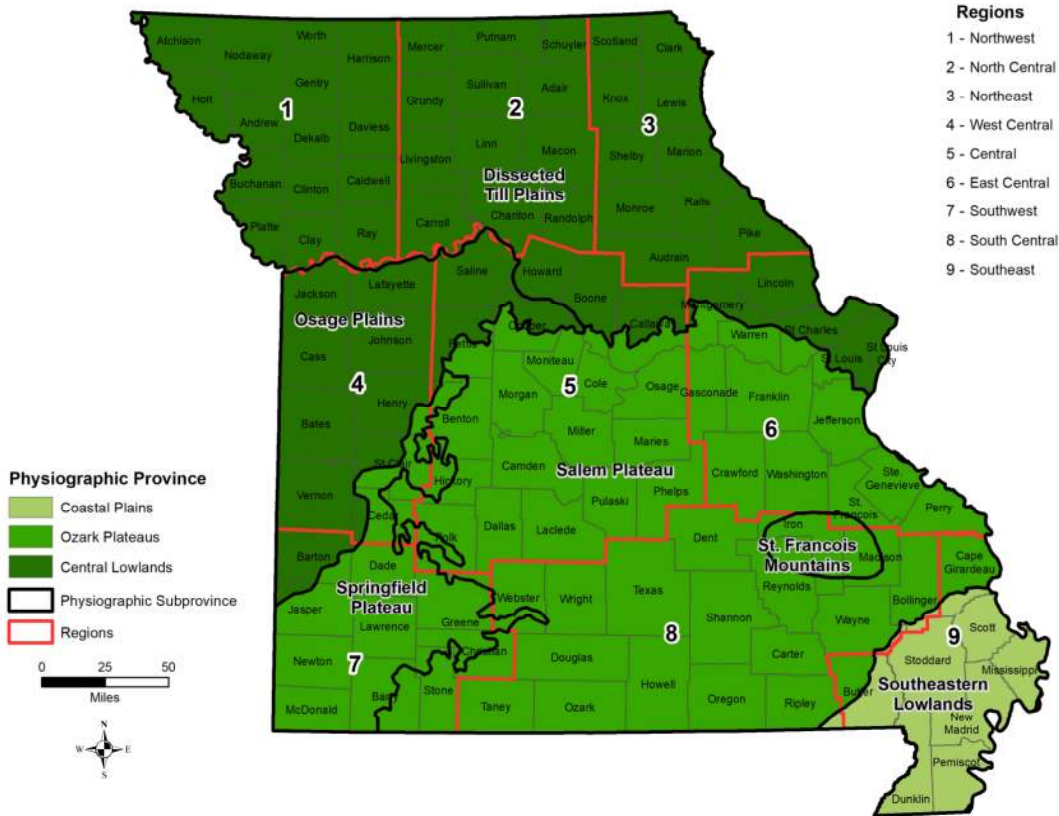 Regions
1 - Northwest
2 - North Central
3 - Northeast
4 - West Central
5 - Central
6 - East Central
7 - Southwest
8 - South Central
9 - Southeast
Atchison
Nodaway
Worth
Harrison
Mercer
Putnam
Schuyler
Scotland
Clark
Holt
Gentry
Andrew
Dekalb
Daviess
Grundy
Sullivan
Adair
Knox
Lewis
1
2
3
Buchanan
Clinton
Caldwell
Livingston
Linn
Macon
Shelby
Marion
Dissected
Till Plains
Platte
Clay
Ray
Carroll
Chariton
Randolph
Monroe
Ralls
Pike
Audrain
Jackson
Lafayette
Saline
Howard
Boone
Callaway
Montgomery
Lincoln
Osage Plains
Cass
Johnson
Pettis
Cooper
Moniteau
Cole
Osage
Gasconade
Warren
St Charles
St Louis
St Louis
City
4
5
6
Bates
Henry
Benton
Morgan
Miller
Maries
Franklin
Jefferson
Vernon
St Clair
Hickory
Camden
Salem Plateau
Pulaski
Phelps
Crawford
Washington
Ste.
Genevieve
St.
Francois
Perry
Cedar
Polk
Dallas
Laclede
Dent
Iron
St. Francois
Mountains
Madison
Cape
Girardeau
Barton
Dade
Springfield
Plateau
Jasper
Lawrence
Greene
Webster
Wright
Texas
Reynolds
Shannon
Wayne
Bollinger
7
8
9
Newton
Christian
Douglas
Howell
Carter
Stoddard
Scott
Mississippi
McDonald
Barry
Stone
Taney
Ozark
Oregon
Ripley
Butler
Southeastern
Lowlands
New
Madrid
Pemiscot
Dunklin
Physiographic Province
Coastal Plains
Ozark Plateaus
Central Lowlands
Physiographic Subprovince
Regions
0 25 50
Miles
N
W E
S